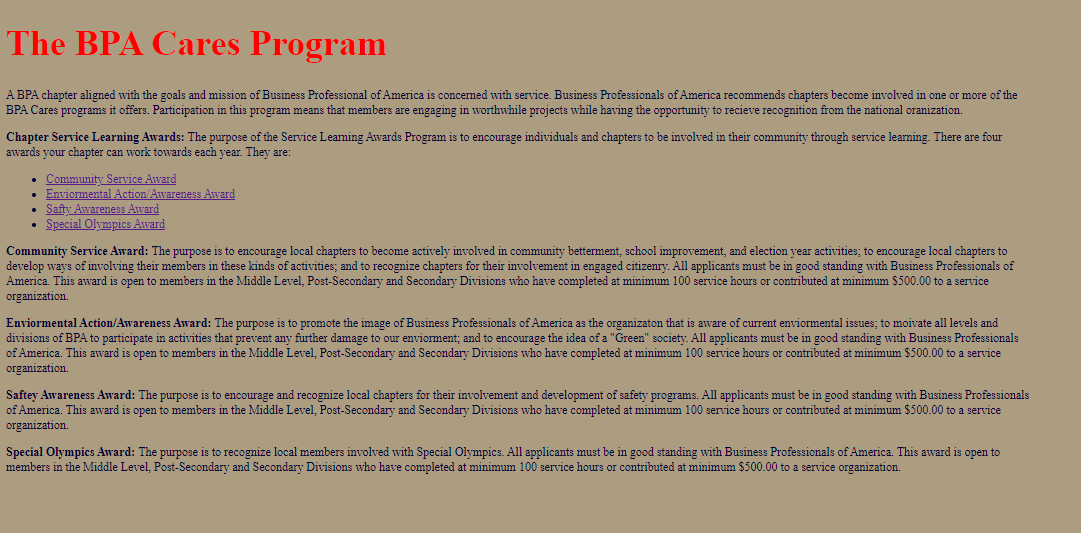 The BPA Cares Program
A BPA chapter aligned with the goals and mission of Business Professional of America is concerned with service. Business Professionals of America recommends chapters become involved in one or more of the
BPA Cares programs it offers. Participation in this program means that members are engaging in worthwhile projects while having the opportunity to recieve recognition from the national oranization.
Chapter Service Learning Awards: The purpose of the Service Learning Awards Program is to encourage individuals and chapters to be involved in their community through service learning. There are four
awards your chapter can work towards each year. They are:
• Community Service Award
• Enviormental Action/Awareness Award
• Safty Awareness Award
• Special Olympics Award
Community Service Award: The purpose is to encourage local chapters to become actively involved in community betterment, school improvement, and election year activities; to encourage local chapters to
develop ways of involving their members in these kinds of activities; and to recognize chapters for their involvement in engaged citizenry. All applicants must be in good standing with Business Professionals of
America. This award is open to members in the Middle Level, Post-Secondary and Secondary Divisions who have completed at minimum 100 service hours or contributed at minimum $500.00 to a service
organization.
Enviormental Action/Awareness Award: The purpose is to promote the image of Business Professionals of America as the organizaton that is aware of current enviormental issues; to moivate all levels and
divisions of BPA to participate in activities that prevent any further damage to our enviorment; and to encourage the idea of a "Green" society. All applicants must be in good standing with Business Professionals
of America. This award is open to members in the Middle Level, Post-Secondary and Secondary Divisions who have completed at minimum 100 service hours or contributed at minimum $500.00 to a service
organization.
Saftey Awareness Award: The purpose is to encourage and recognize local chapters for their involvement and development of safety programs. All applicants must be in good standing with Business Professionals
of America. This award is open to members in the Middle Level, Post-Secondary and Secondary Divisions who have completed at minimum 100 service hours or contributed at minimum $500.00 to a service
organization.
Special Olympics Award: The purpose is to recognize local members involved with Special Olympics. All applicants must be in good standing with Business Professionals of America. This award is open to
members in the Middle Level, Post-Secondary and Secondary Divisions who have completed at minimum 100 service hours or contributed at minimum $500.00 to a service organization.